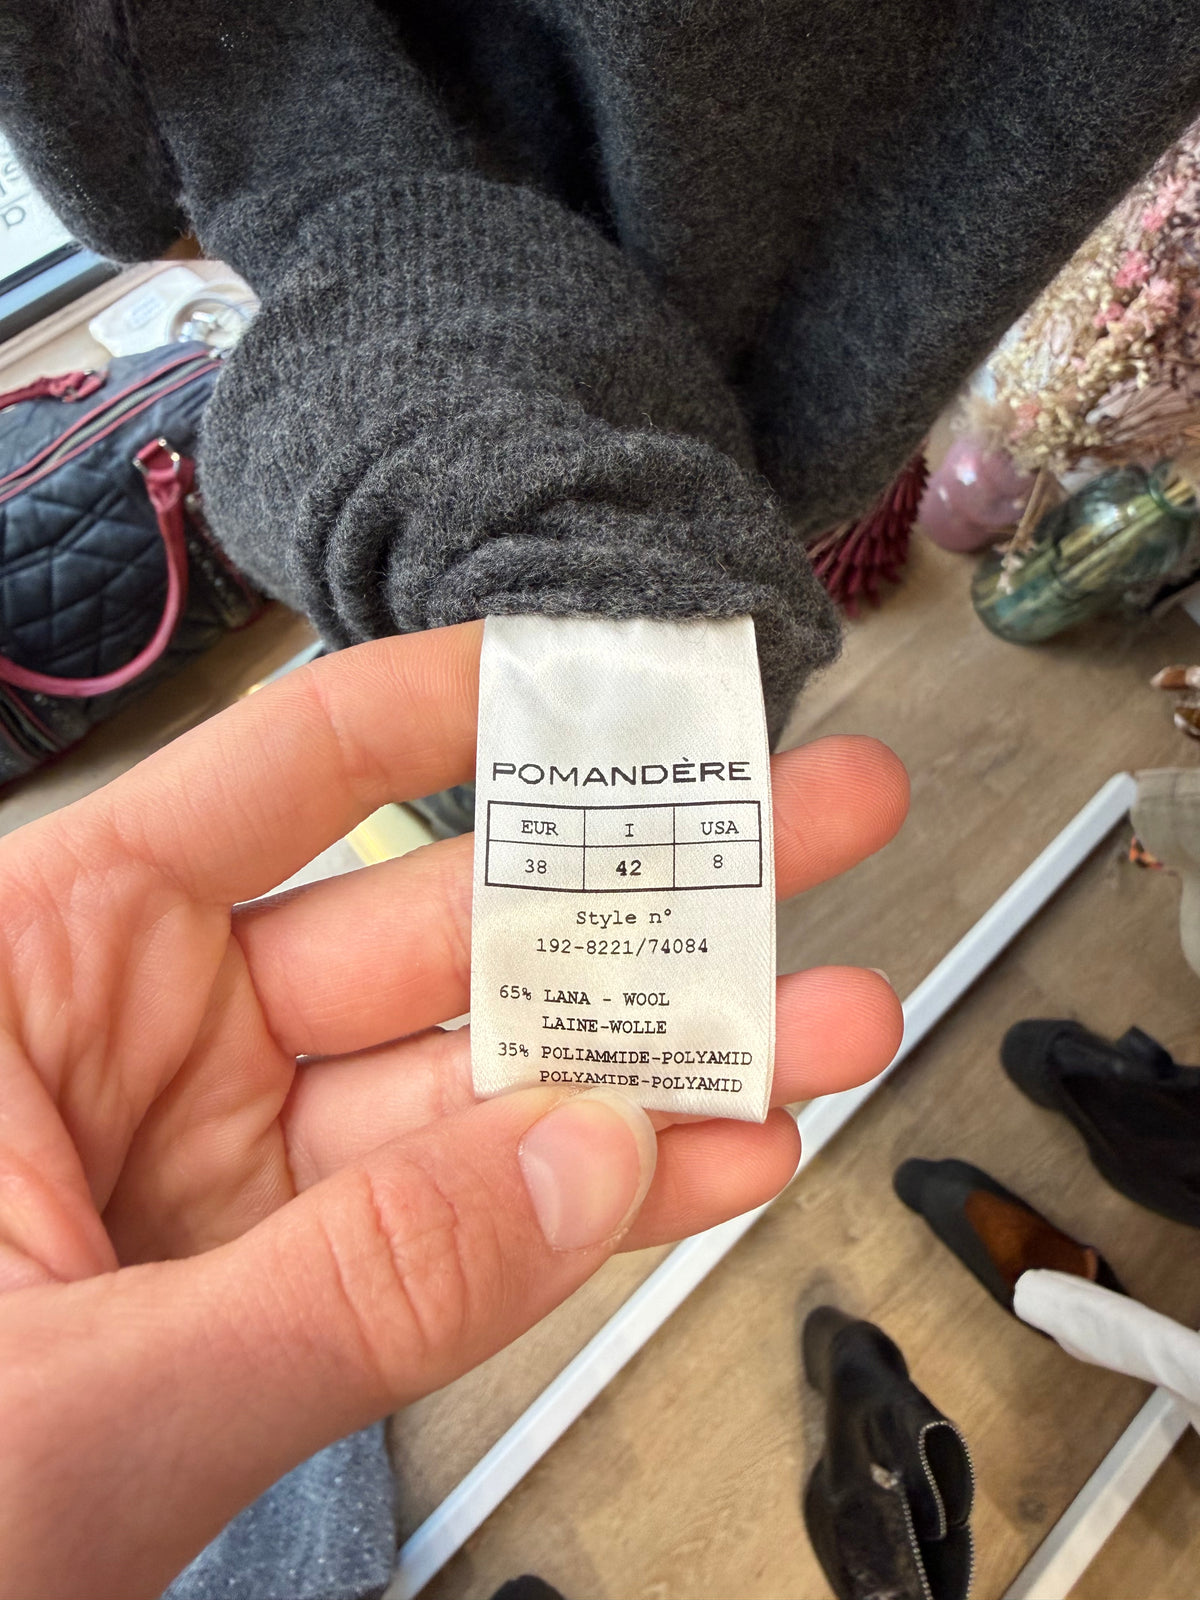 POMANDÈRE
EUR I USA
38 42 8
Style n°
192-8221/74084
65% LANA - WOOL
LAINE-WOLLE
35% POLIAMMIDE-POLYAMID
POLYAMIDE-POLYAMID